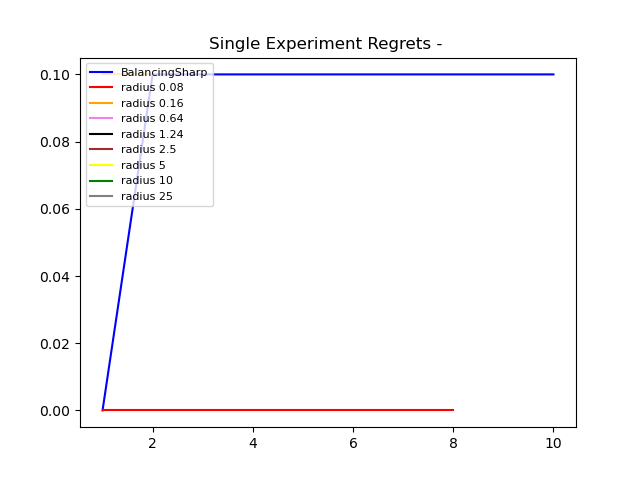 Single Experiment Regrets -
0.10
0.08
0.06
0.04
0.02
0.00
BalancingSharp
radius 0.08
radius 0.16
radius 0.64
radius 1.24
radius 2.5
radius 5
radius 10
radius 25
2 4 6 8 10